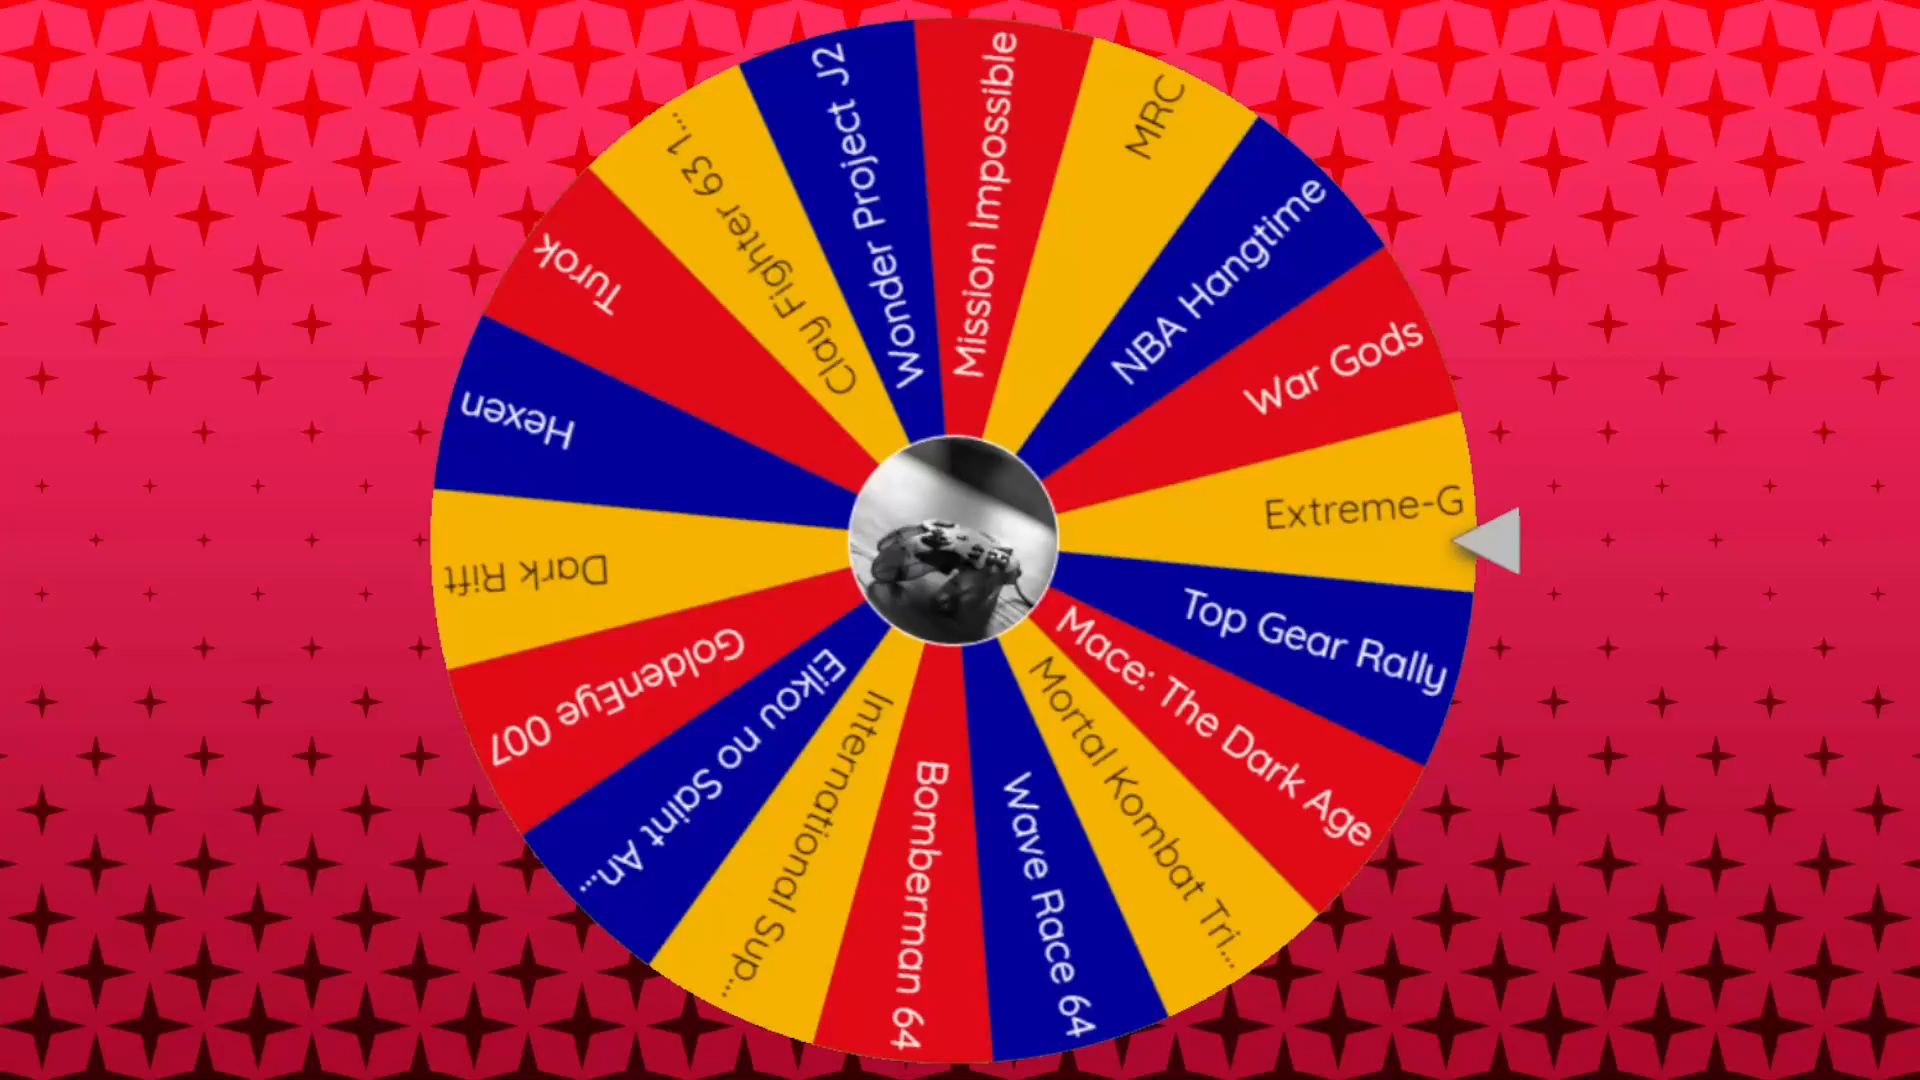 Mission Impossible
MRC
NBA Hangtime
War Gods
Extreme-G
Top Gear Rally
Mace: The Dark Age
Mortal Kombat Tri...
Wave Race 64
Bomberman 64
International Sup...
Eikou no Saint An...
GoldenEye 007
Dark Rift
Hexen
Turok
Clay Fighter 63 1...
Wonder Project J2